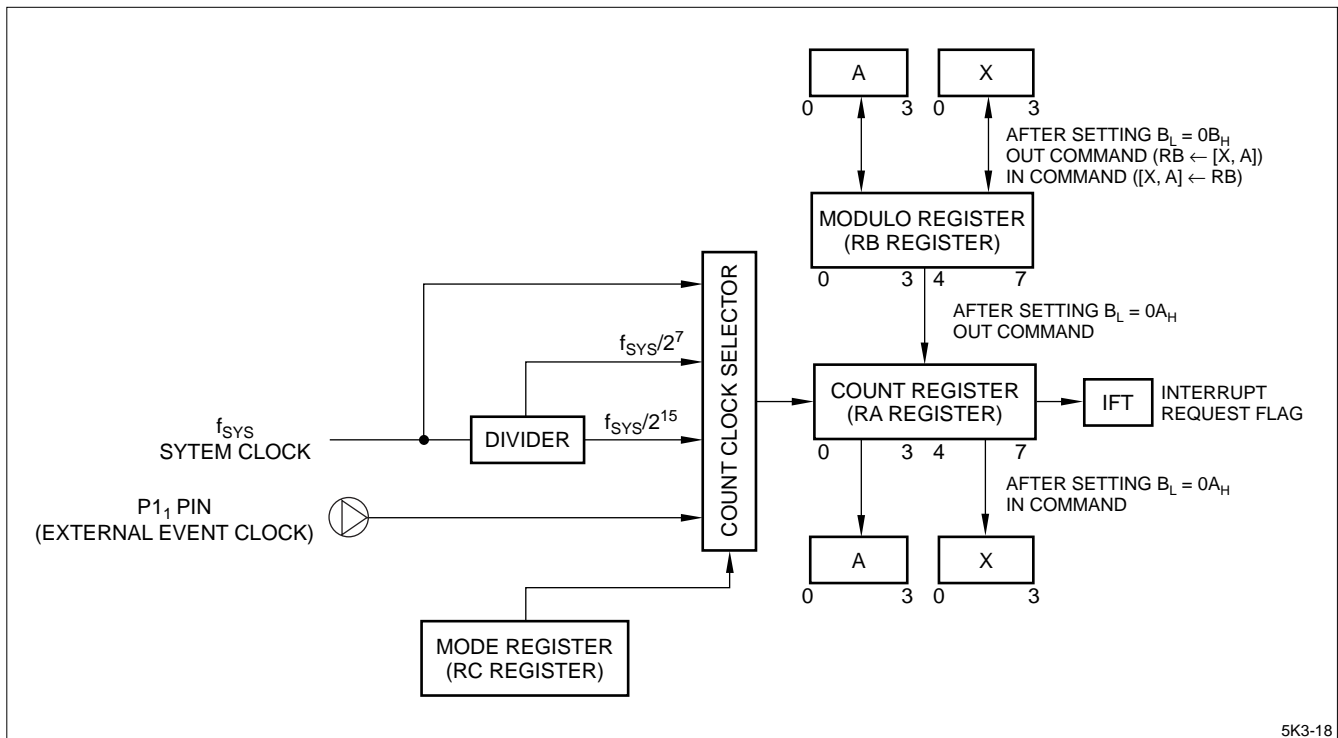 A
X
0 3 0 3
AFTER SETTING B_L = 0B_H
OUT COMMAND (RB ← [X, A])
IN COMMAND ([X, A] ← RB)
MODULO REGISTER
(RB REGISTER)
0 3 4 7
AFTER SETTING B_L = 0A_H
OUT COMMAND
COUNT CLOCK SELECTOR
f_SYS/2^7
f_SYS/2^15
f_SYS
SYTEM CLOCK
DIVIDER
COUNT REGISTER
(RA REGISTER)
0 3 4 7
IFT
INTERRUPT
REQUEST FLAG
P1_1 PIN
(EXTERNAL EVENT CLOCK)
AFTER SETTING B_L = 0A_H
IN COMMAND
A
X
0 3 0 3
MODE REGISTER
(RC REGISTER)
5K3-18